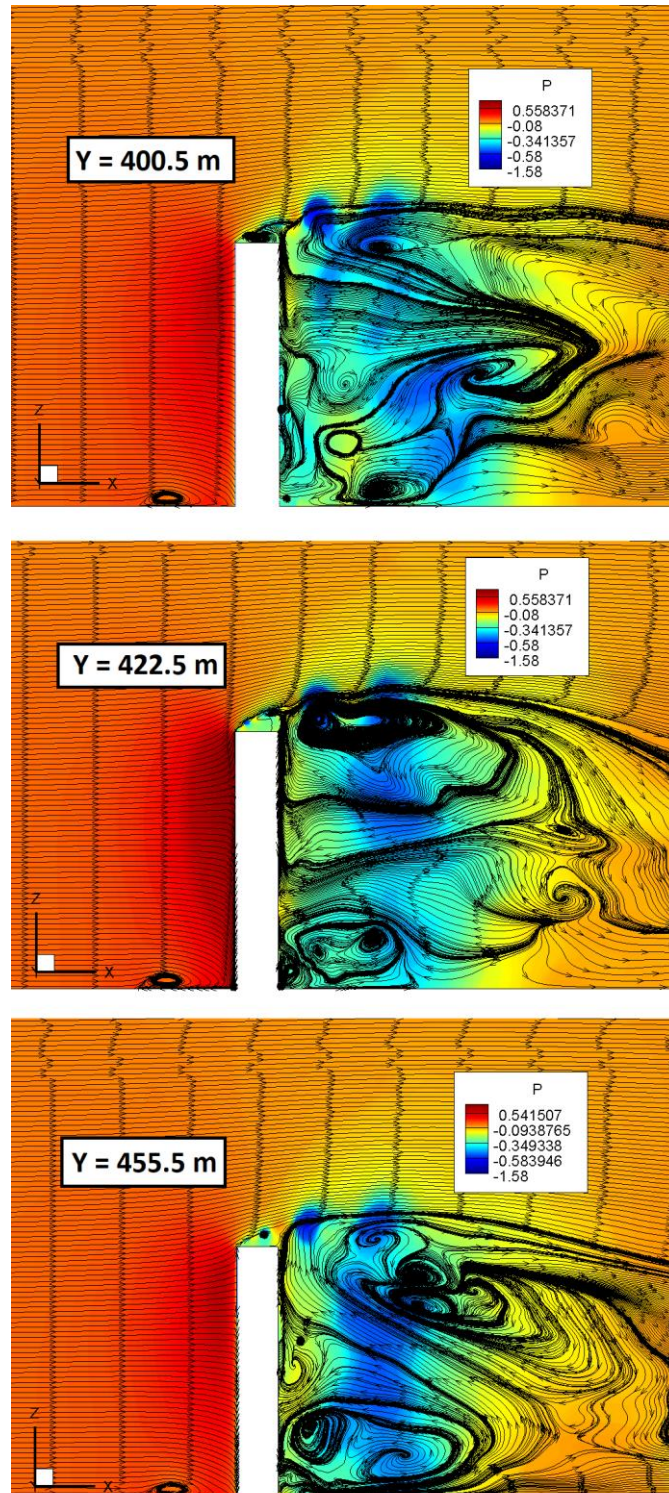 P
0.558371
-0.08
-0.341357
-0.58
-1.58
Y = 400.5 m
Z
X
P
0.558371
-0.08
-0.341357
-0.58
-1.58
Y = 422.5 m
Z
X
P
0.541507
-0.0938765
-0.349338
-0.583946
-1.58
Y = 455.5 m
Z
X